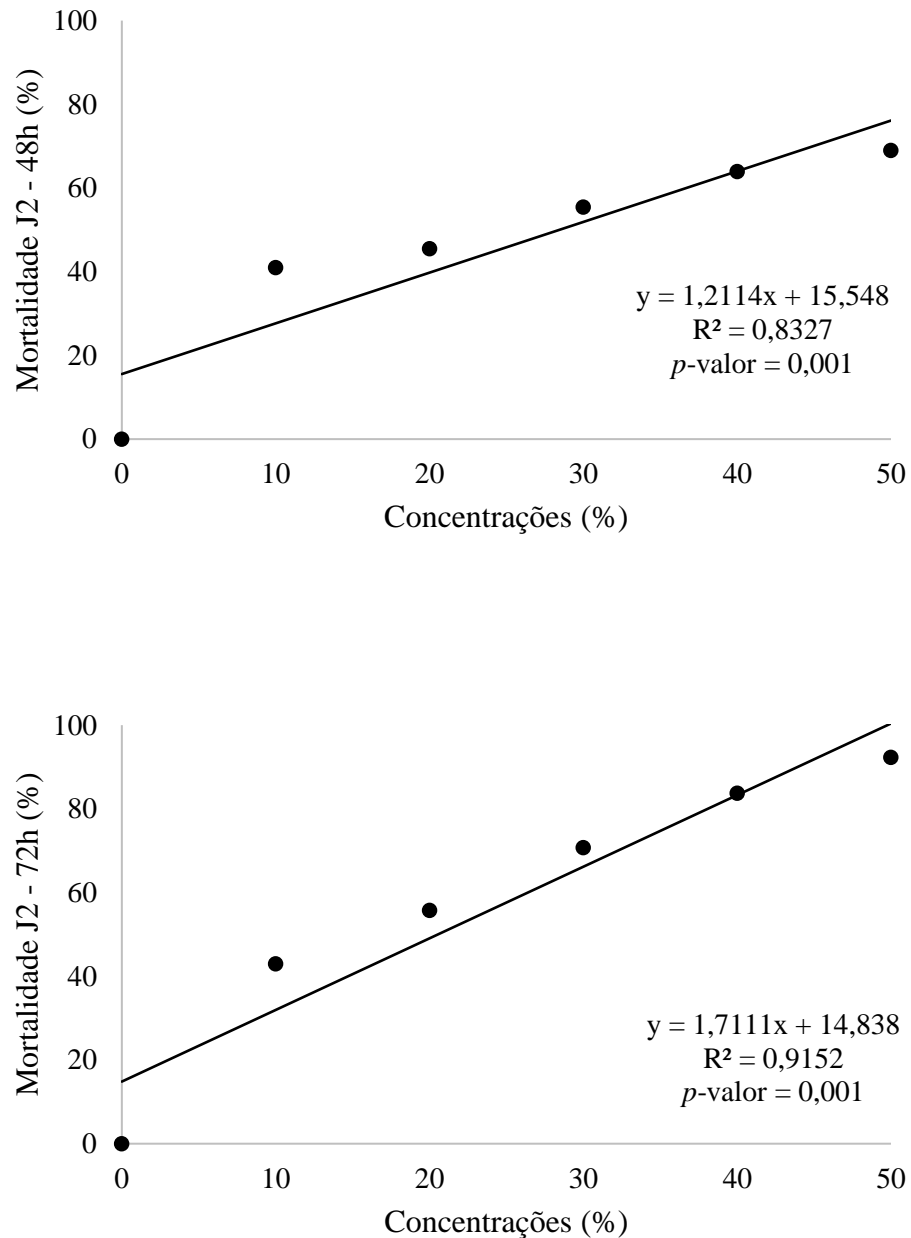 100
80
60
40
20
0
Mortalidade J2 - 48h (%)
y = 1,2114x + 15,548
R² = 0,8327
p-valor = 0,001
0 10 20 30 40 50
Concentrações (%)
100
80
60
40
20
0
Mortalidade J2 - 72h (%)
y = 1,7111x + 14,838
R² = 0,9152
p-valor = 0,001
0 10 20 30 40 50
Concentrações (%)